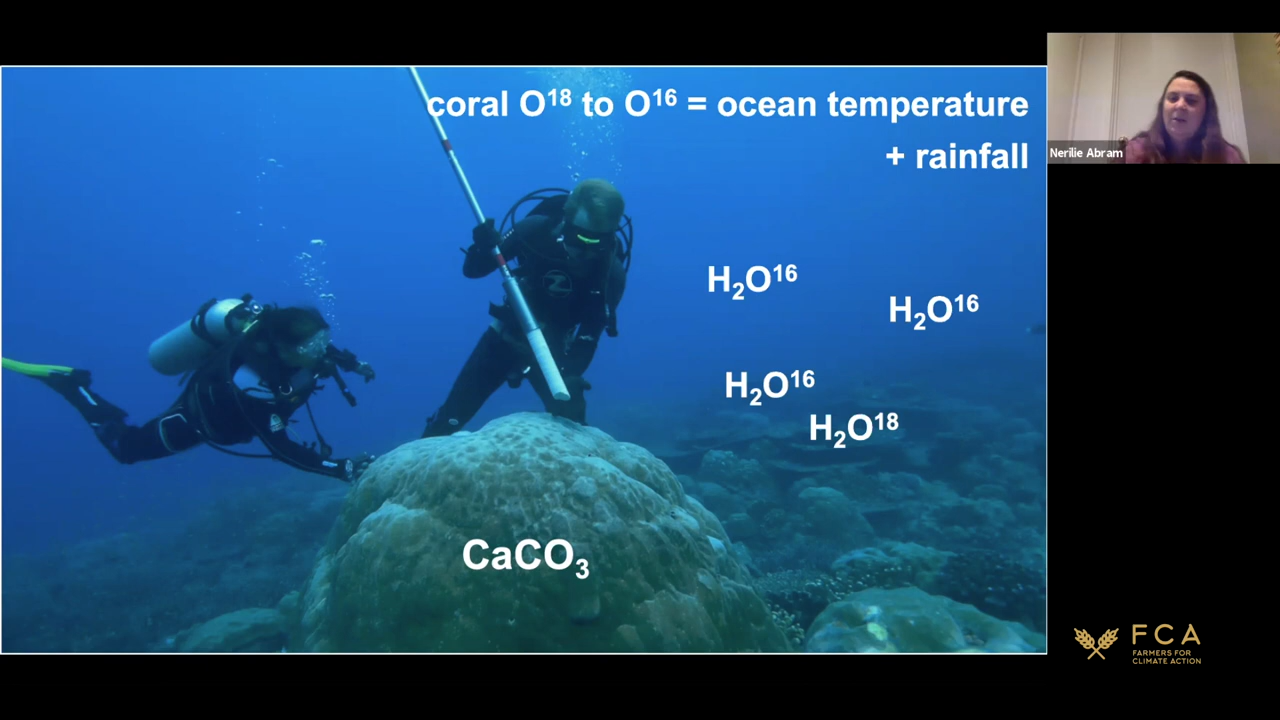 coral O¹⁸ to O¹⁶ = ocean temperature
+ rainfall
Nerilie Abram
H₂O¹⁶
H₂O¹⁶
H₂O¹⁶
H₂O¹⁸
CaCO₃
FCA
FARMERS FOR
CLIMATE ACTION